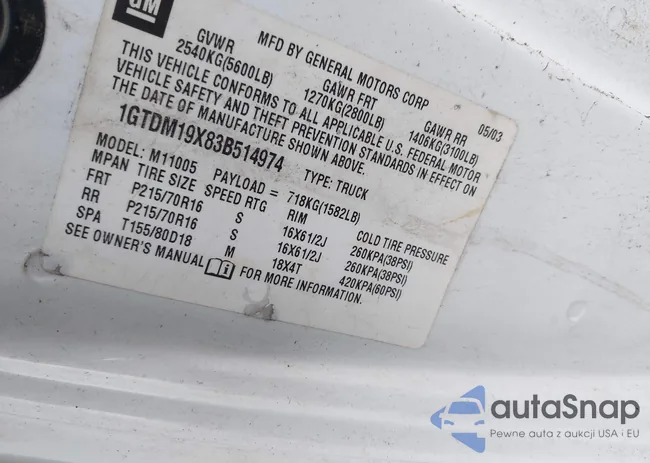 GM
MFD BY GENERAL MOTORS CORP 05/03
GVWR GAWR FRT GAWR RR
2540KG(5600LB) 1270KG(2800LB) 1406KG(3100LB)
THIS VEHICLE CONFORMS TO ALL APPLICABLE U.S. FEDERAL MOTOR
VEHICLE SAFETY AND THEFT PREVENTION STANDARDS IN EFFECT ON
THE DATE OF MANUFACTURE SHOWN ABOVE.
1GTDM19X83B514974 TYPE: TRUCK
MODEL: M11005 PAYLOAD = 718KG(1582LB)
MPAN TIRE SIZE SPEED RTG RIM COLD TIRE PRESSURE
FRT P215/70R16 S 16X61/2J 260KPA(38PSI)
RR P215/70R16 S 16X61/2J 260KPA(38PSI)
SPA T155/80D18 M 18X4T 420KPA(60PSI)
SEE OWNER'S MANUAL FOR MORE INFORMATION.
autaSnap
Pewne auta z aukcji USA i EU